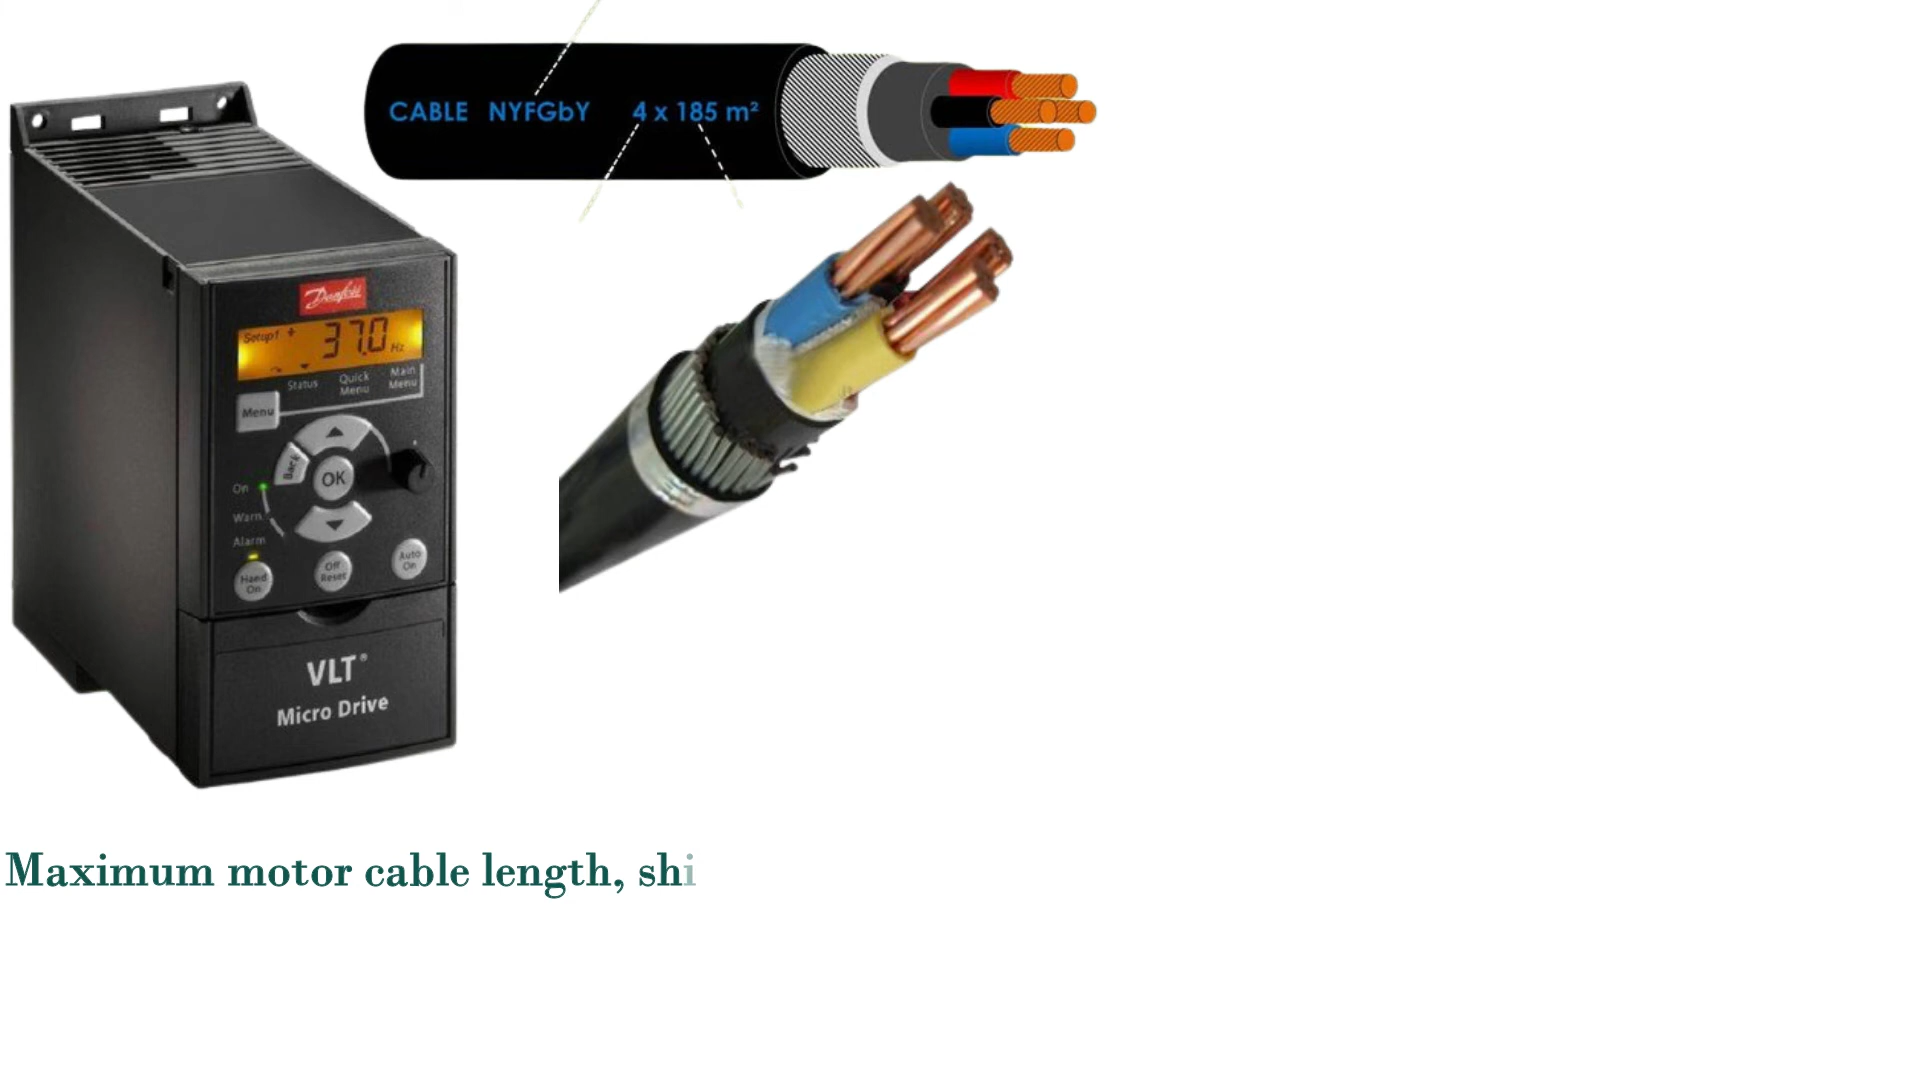 CABLE NYFGbY 4 x 185 m²
Danfoss
Setup1
37.0 Hz
Status Quick Menu Main Menu
Menu
Back
OK
On
Warn.
Alarm
Hand On
Off Reset
Auto On
VLT®
Micro Drive
Maximum motor cable length, shi